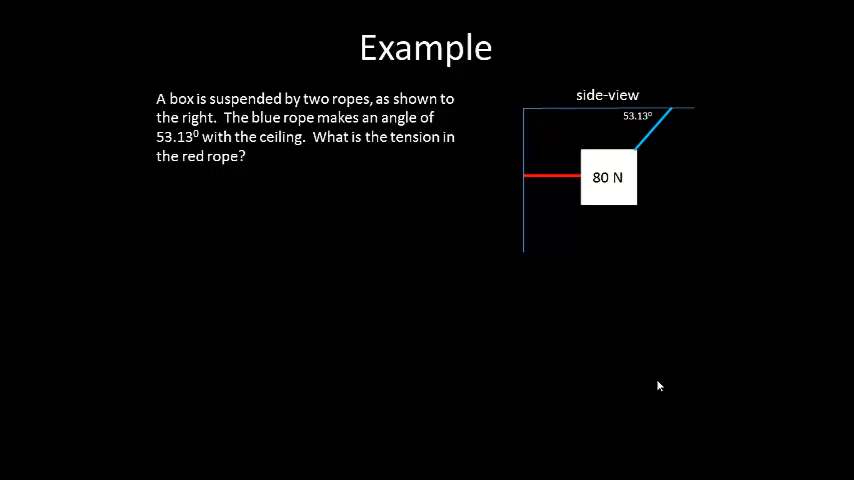 Example
A box is suspended by two ropes, as shown to
the right.  The blue rope makes an angle of
53.13⁰ with the ceiling.  What is the tension in
the red rope?
side-view
53.13⁰
80 N